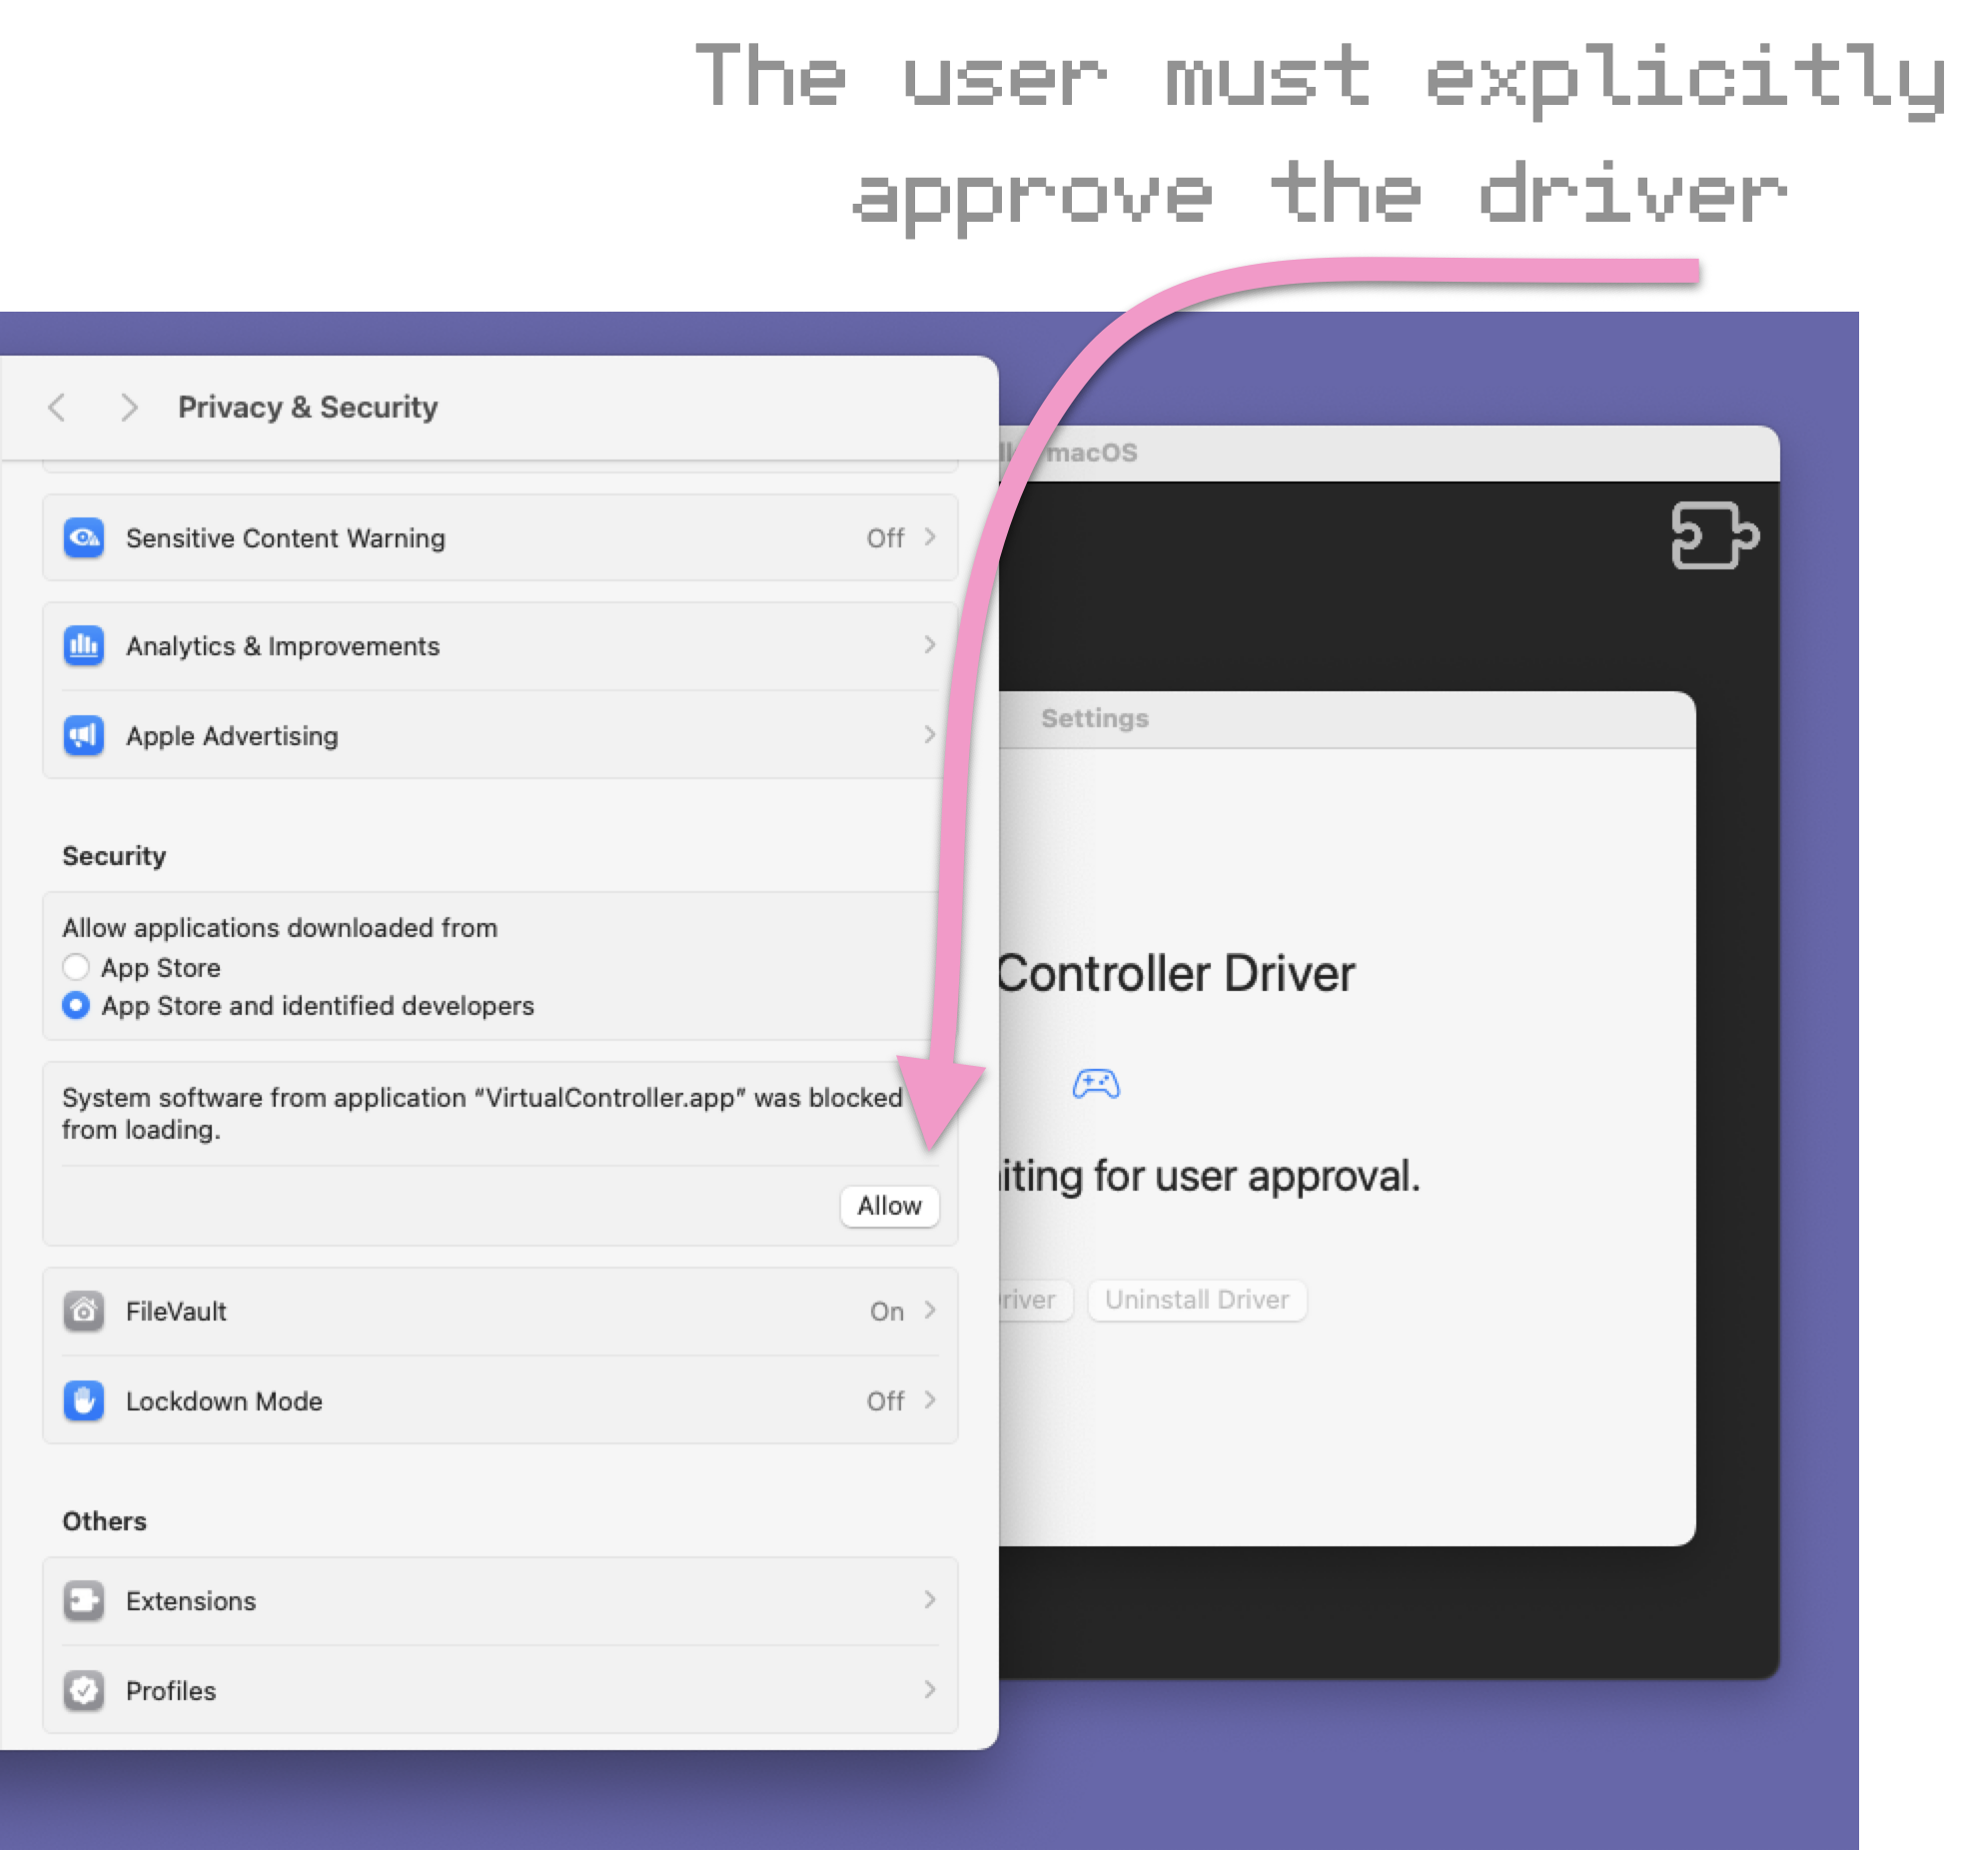 The user must explicitly
approve the driver
Privacy & Security
macOS
Sensitive Content Warning Off
Analytics & Improvements
Apple Advertising
Settings
Security
Allow applications downloaded from
App Store
App Store and identified developers
Controller Driver
System software from application “VirtualController.app” was blocked
from loading.
for user approval.
Allow
Uninstall Driver
FileVault On
Lockdown Mode Off
Others
Extensions
Profiles